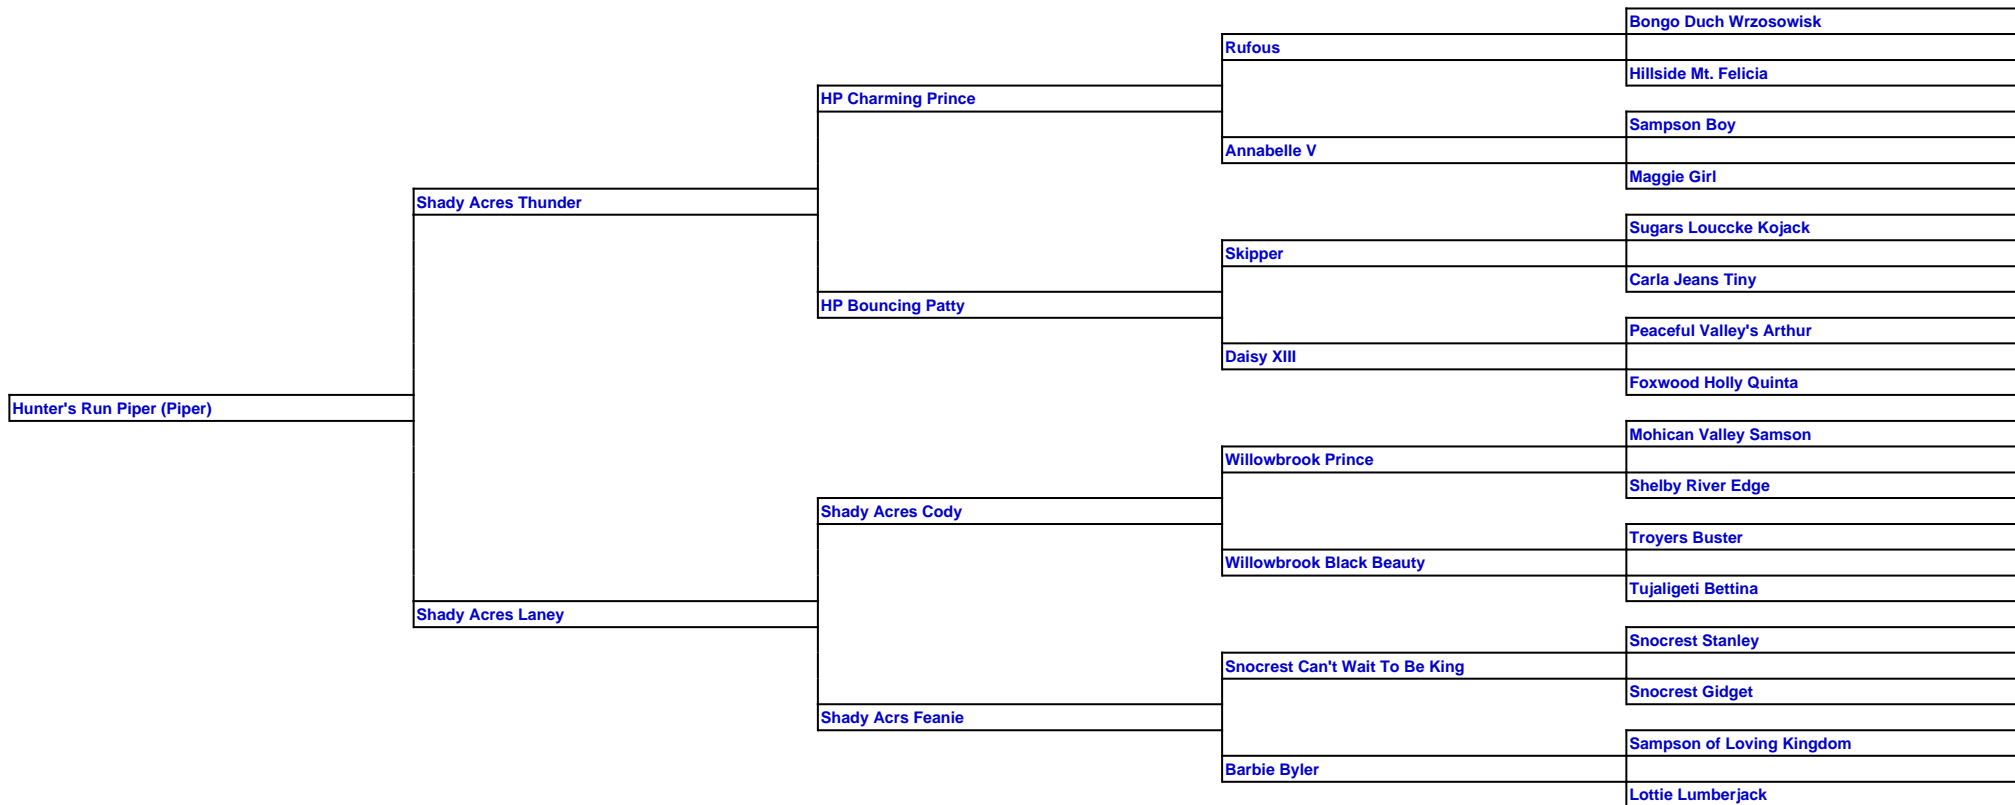 Bongo Duch Wrzosowisk
Rufous
Hillside Mt. Felicia
HP Charming Prince
Sampson Boy
Annabelle V
Maggie Girl
Shady Acres Thunder
Sugars Louccke Kojack
Skipper
Carla Jeans Tiny
HP Bouncing Patty
Peaceful Valley's Arthur
Daisy XIII
Foxwood Holly Quinta
Hunter's Run Piper (Piper)
Mohican Valley Samson
Willowbrook Prince
Shelby River Edge
Shady Acres Cody
Troyers Buster
Willowbrook Black Beauty
Tujaligeti Bettina
Shady Acres Laney
Snocrest Stanley
Snocrest Can't Wait To Be King
Snocrest Gidget
Shady Acrs Feanie
Sampson of Loving Kingdom
Barbie Byler
Lottie Lumberjack